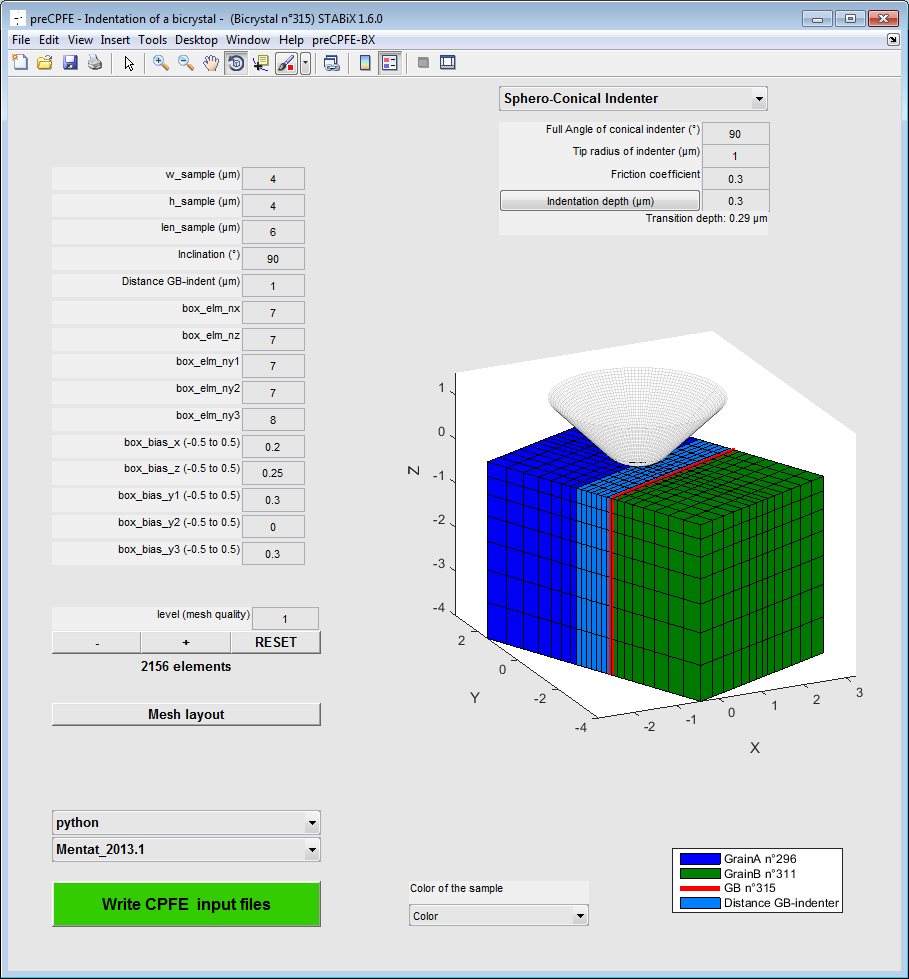 preCPFE - Indentation of a bicrystal - (Bicrystal n°315) STABiX 1.6.0
File Edit View Insert Tools Desktop Window Help preCPFE-BX
Sphero-Conical Indenter
Full Angle of conical indenter (°) 90
Tip radius of indenter (µm) 1
Friction coefficient 0.3
Indentation depth (µm) 0.3
Transition depth: 0.29 µm
w_sample (µm) 4
h_sample (µm) 4
len_sample (µm) 6
Inclination (°) 90
Distance GB-indent (µm) 1
box_elm_nx 7
box_elm_nz 7
box_elm_ny1 7
box_elm_ny2 7
box_elm_ny3 8
box_bias_x (-0.5 to 0.5) 0.2
box_bias_z (-0.5 to 0.5) 0.25
box_bias_y1 (-0.5 to 0.5) 0.3
box_bias_y2 (-0.5 to 0.5) 0
box_bias_y3 (-0.5 to 0.5) 0.3
level (mesh quality) 1
- + RESET
2156 elements
Mesh layout
python
Mentat_2013.1
Write CPFE input files
1
0
-1
-2
-3
-4
Z
2
0
-2
-4
Y
-2
-1
0
1
2
3
X
Color of the sample
Color
GrainA n°296
GrainB n°311
GB n°315
Distance GB-indenter